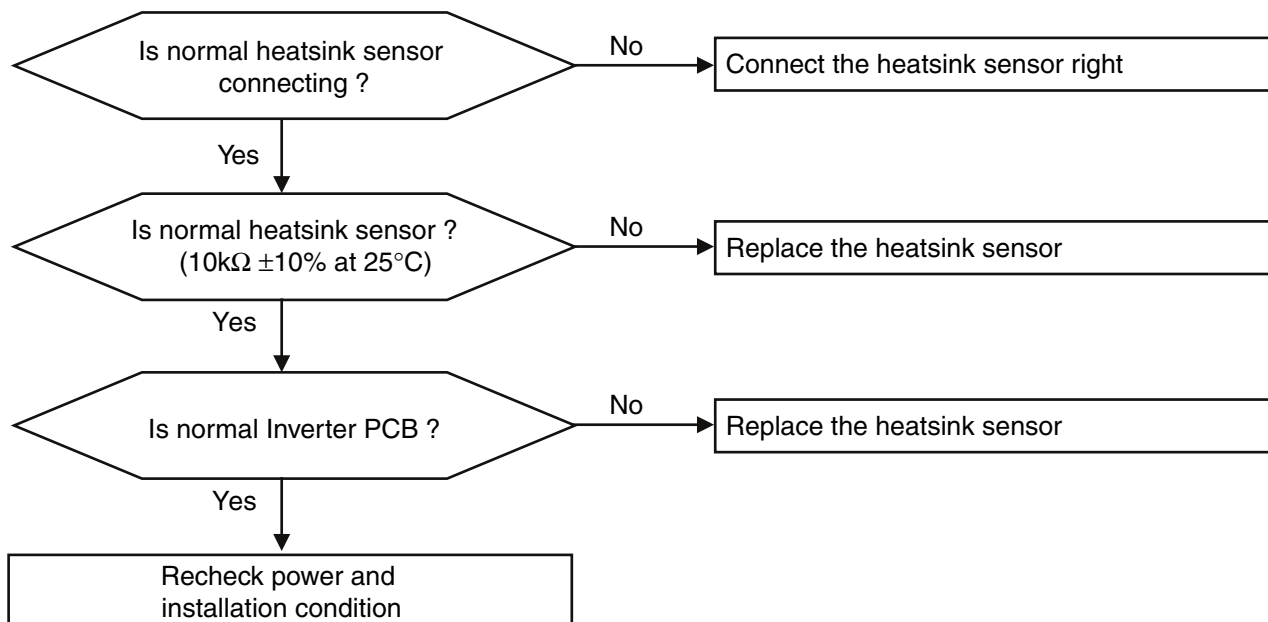 Is normal heatsink sensor
connecting ?
No
Connect the heatsink sensor right
Yes
Is normal heatsink sensor ?
(10kΩ ±10% at 25°C)
No
Replace the heatsink sensor
Yes
Is normal Inverter PCB ?
No
Replace the heatsink sensor
Yes
Recheck power and
installation condition